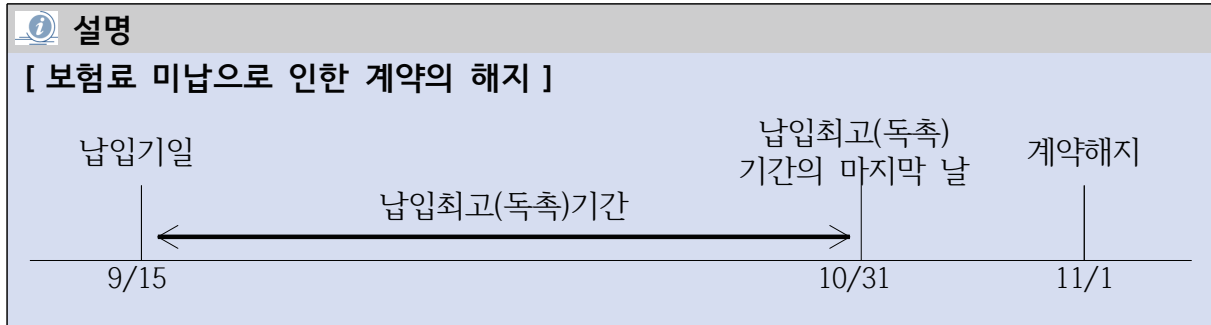 설명
[ 보험료 미납으로 인한 계약의 해지 ]
납입기일
납입최고(독촉)
기간의 마지막 날
계약해지
납입최고(독촉)기간
9/15
10/31
11/1